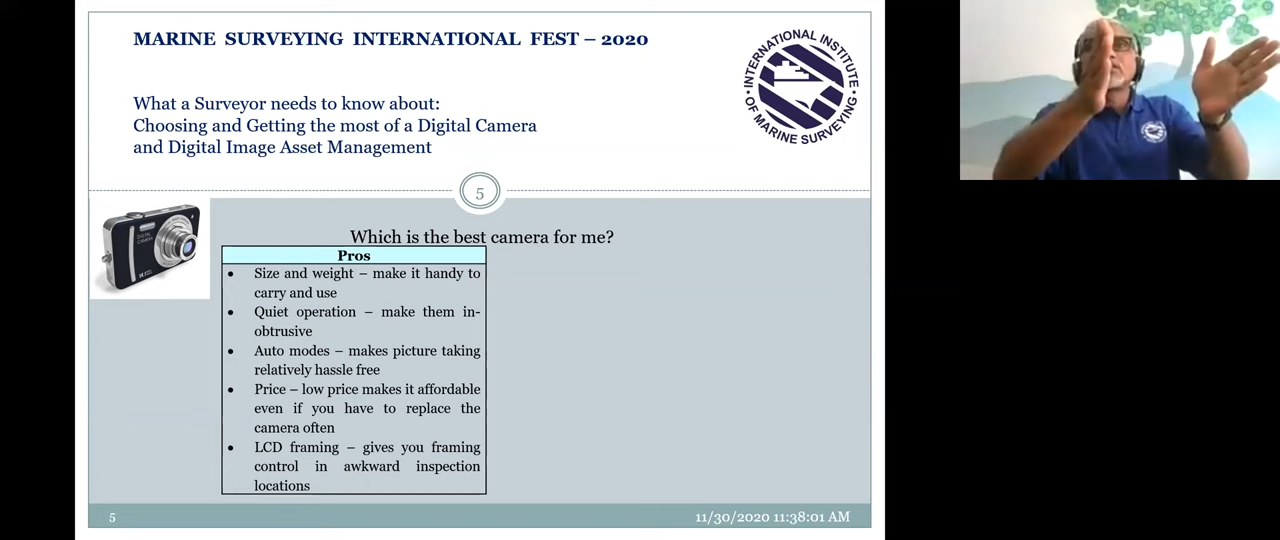 MARINE SURVEYING INTERNATIONAL FEST – 2020
What a Surveyor needs to know about:
Choosing and Getting the most of a Digital Camera
and Digital Image Asset Management
INTERNATIONAL INSTITUTE
OF MARINE SURVEYING
5
DIGITAL
CAMERA
Which is the best camera for me?
Pros
• Size and weight – make it handy to
carry and use
• Quiet operation – make them in-
obtrusive
• Auto modes – makes picture taking
relatively hassle free
• Price – low price makes it affordable
even if you have to replace the
camera often
• LCD framing – gives you framing
control in awkward inspection
locations
5
11/30/2020 11:38:01 AM